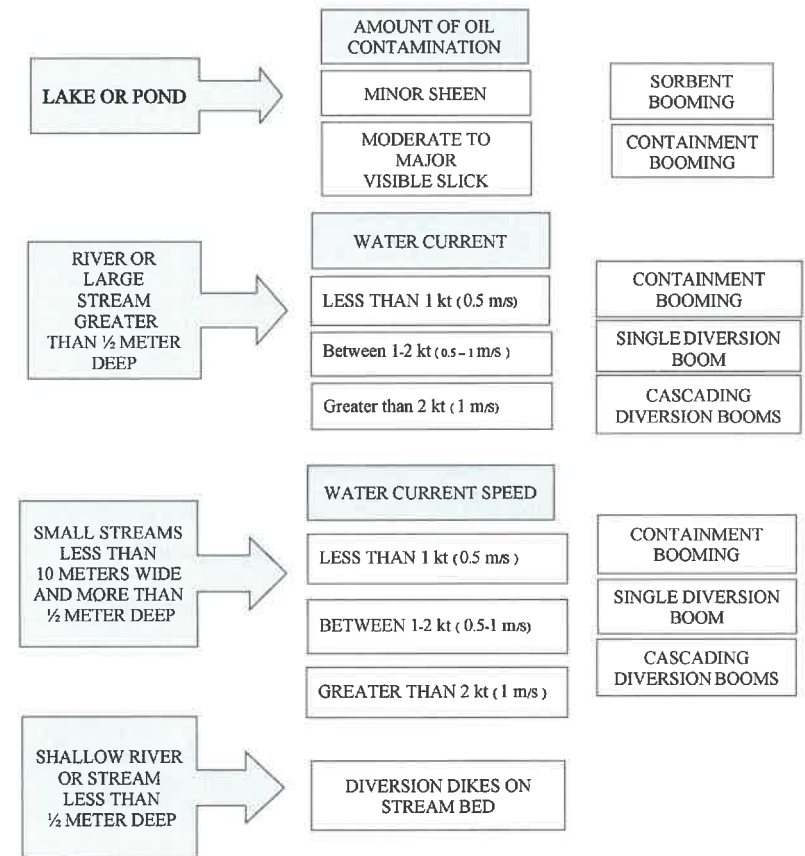 LAKE OR POND
AMOUNT OF OIL
CONTAMINATION
MINOR SHEEN
SORBENT
BOOMING
MODERATE TO
MAJOR
VISIBLE SLICK
CONTAINMENT
BOOMING
RIVER OR
LARGE
STREAM
GREATER
THAN ½ METER
DEEP
WATER CURRENT
LESS THAN 1 kt (0.5 m/s)
CONTAINMENT
BOOMING
Between 1-2 kt (0.5 – 1 m/s )
SINGLE DIVERSION
BOOM
Greater than 2 kt ( 1 m/s)
CASCADING
DIVERSION BOOMS
SMALL STREAMS
LESS THAN
10 METERS WIDE
AND MORE THAN
½ METER DEEP
WATER CURRENT SPEED
LESS THAN 1 kt ( 0.5 m/s )
CONTAINMENT
BOOMING
BETWEEN 1-2 kt ( 0.5-1 m/s)
SINGLE DIVERSION
BOOM
GREATER THAN 2 kt ( 1 m/s )
CASCADING
DIVERSION BOOMS
SHALLOW RIVER
OR STREAM
LESS THAN
½ METER DEEP
DIVERSION DIKES ON
STREAM BED